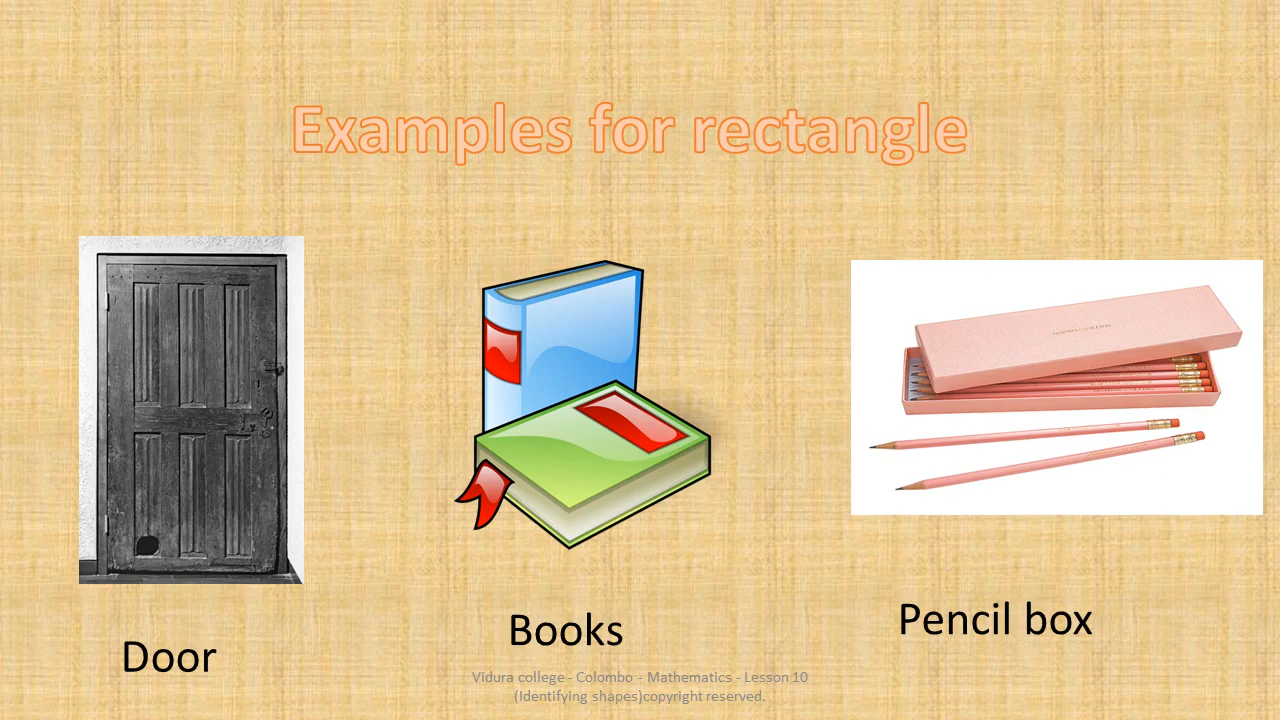 Examples for rectangle
Door
Books
Pencil box
Vidura college - Colombo - Mathematics - Lesson 10
(Identifying shapes)copyright reserved.